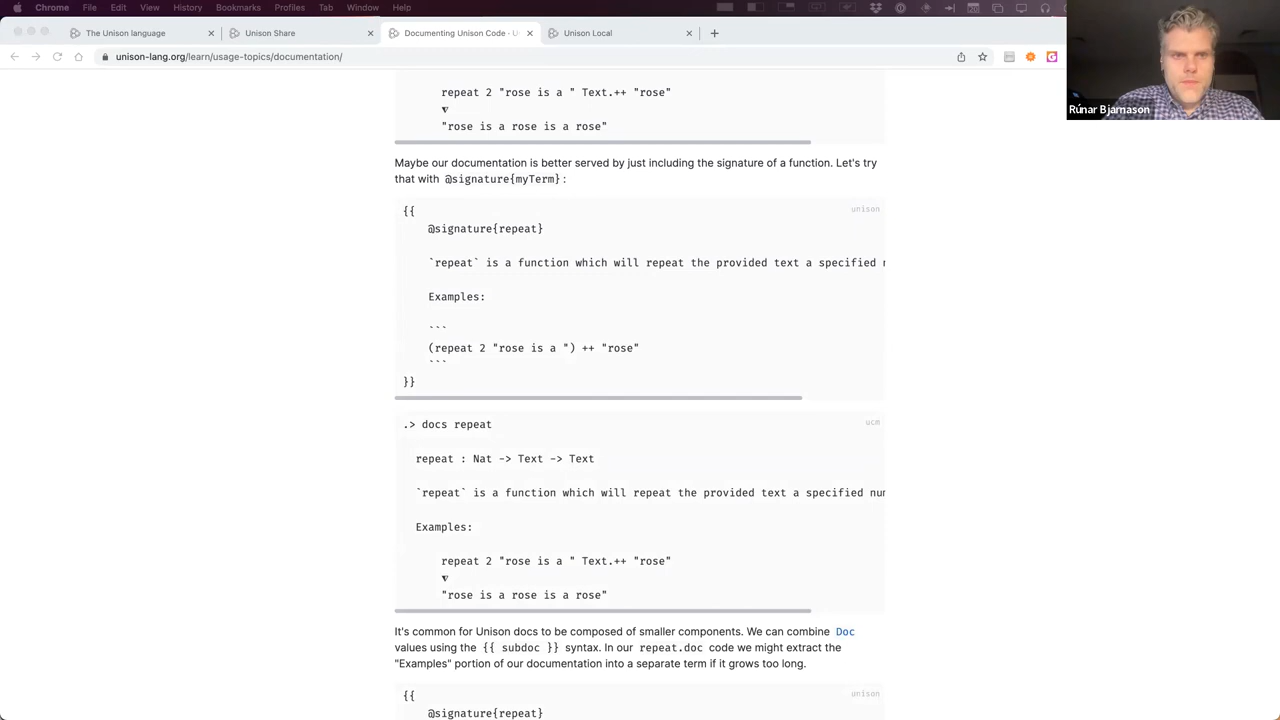 Chrome File Edit View History Bookmarks Profiles Tab Window Help
The Unison language
Unison Share
Documenting Unison Code - U
Unison Local
unison-lang.org/learn/usage-topics/documentation/
Rúnar Bjarnason
repeat 2 "rose is a " Text.++ "rose"
⧨
"rose is a rose is a rose"
Maybe our documentation is better served by just including the signature of a function. Let's try
that with @signature{myTerm}:
unison
{{
@signature{repeat}
`repeat` is a function which will repeat the provided text a specified n
Examples:
```
(repeat 2 "rose is a ") ++ "rose"
```
}}
.> docs repeat
ucm
repeat : Nat -> Text -> Text
`repeat` is a function which will repeat the provided text a specified num
Examples:
repeat 2 "rose is a " Text.++ "rose"
⧨
"rose is a rose is a rose"
It's common for Unison docs to be composed of smaller components. We can combine Doc
values using the {{ subdoc }} syntax. In our repeat.doc code we might extract the
"Examples" portion of our documentation into a separate term if it grows too long.
unison
{{
@signature{repeat}